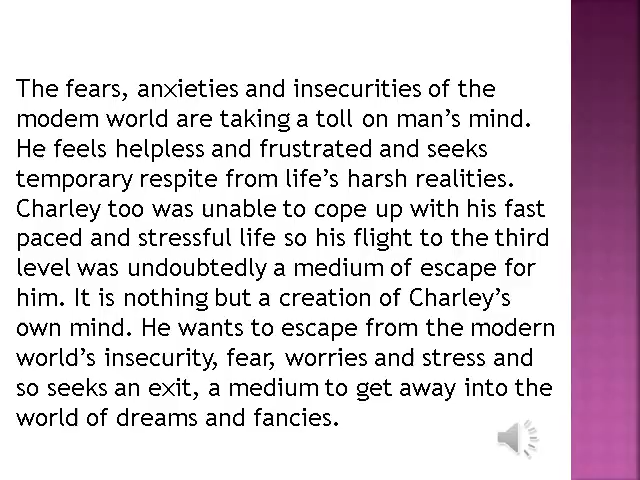 The fears, anxieties and insecurities of the
modem world are taking a toll on man’s mind.
He feels helpless and frustrated and seeks
temporary respite from life’s harsh realities.
Charley too was unable to cope up with his fast
paced and stressful life so his flight to the third
level was undoubtedly a medium of escape for
him. It is nothing but a creation of Charley’s
own mind. He wants to escape from the modern
world’s insecurity, fear, worries and stress and
so seeks an exit, a medium to get away into the
world of dreams and fancies.